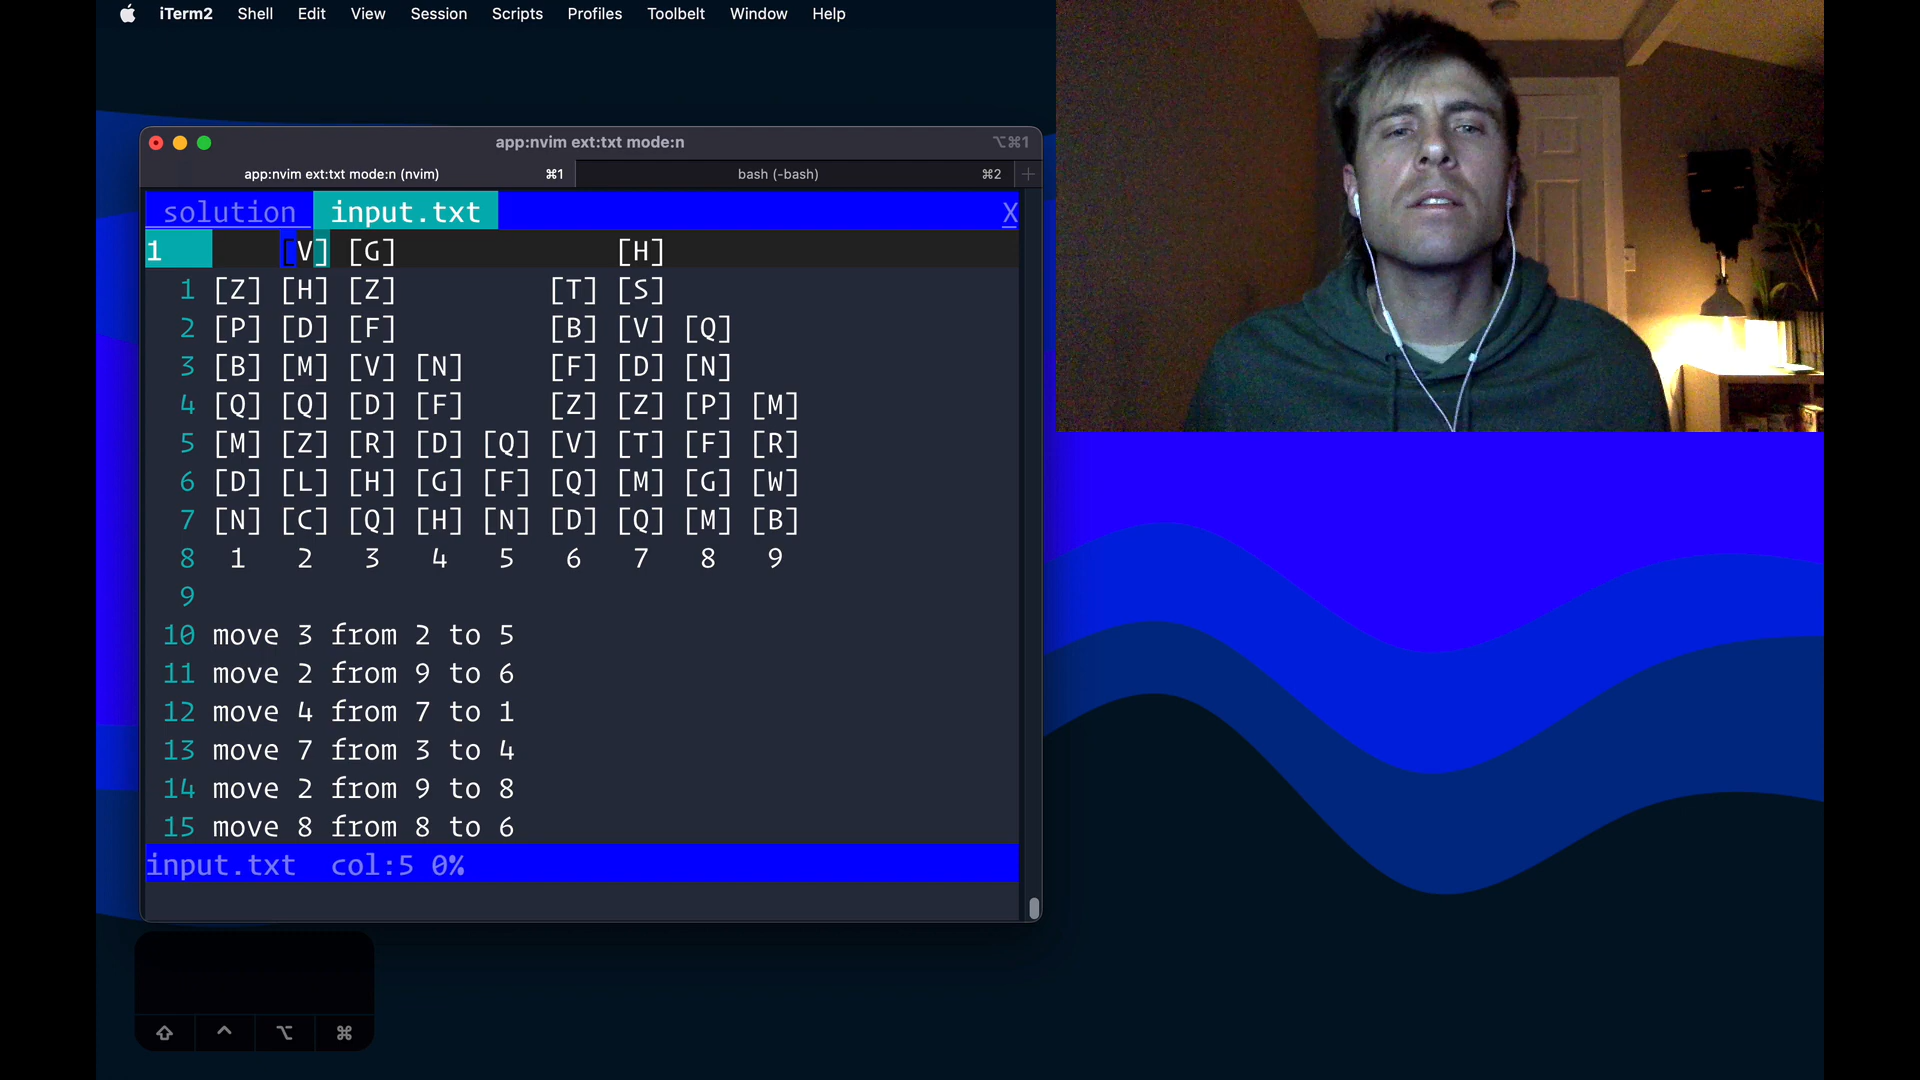 iTerm2 Shell Edit View Session Scripts Profiles Toolbelt Window Help
app:nvim ext:txt mode:n ⌥⌘1
app:nvim ext:txt mode:n (nvim) ⌘1 bash (-bash) ⌘2 +
solution input.txt X
1 [V] [G] [H]
1 [Z] [H] [Z] [T] [S]
2 [P] [D] [F] [B] [V] [Q]
3 [B] [M] [V] [N] [F] [D] [N]
4 [Q] [Q] [D] [F] [Z] [Z] [P] [M]
5 [M] [Z] [R] [D] [Q] [V] [T] [F] [R]
6 [D] [L] [H] [G] [F] [Q] [M] [G] [W]
7 [N] [C] [Q] [H] [N] [D] [Q] [M] [B]
8 1 2 3 4 5 6 7 8 9
9
10 move 3 from 2 to 5
11 move 2 from 9 to 6
12 move 4 from 7 to 1
13 move 7 from 3 to 4
14 move 2 from 9 to 8
15 move 8 from 8 to 6
input.txt col:5 0%
⇧ ^ ⌥ ⌘